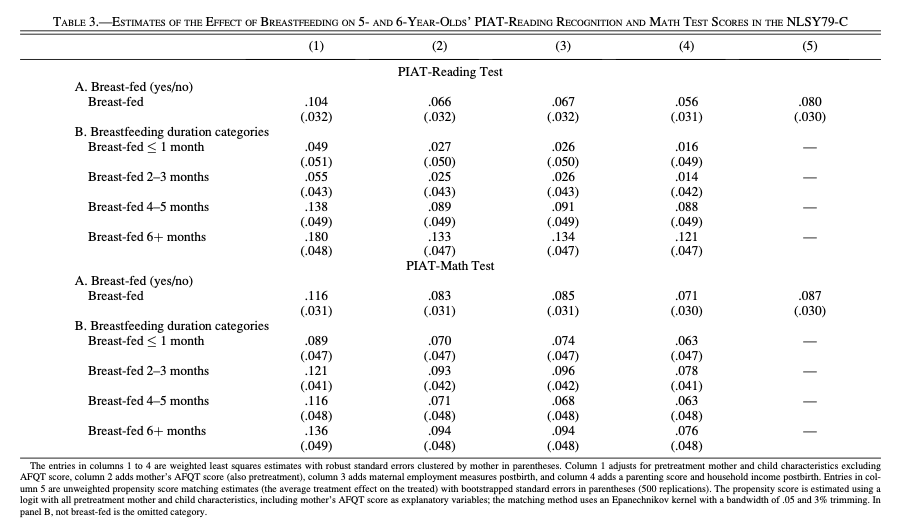 TABLE 3.—ESTIMATES OF THE EFFECT OF BREASTFEEDING ON 5- AND 6-YEAR-OLDS' PIAT-READING RECOGNITION AND MATH TEST SCORES IN THE NLSY79-C
(1) (2) (3) (4) (5)
PIAT-Reading Test
A. Breast-fed (yes/no)
Breast-fed .104 .066 .067 .056 .080
(.032) (.032) (.032) (.031) (.030)
B. Breastfeeding duration categories
Breast-fed ≤ 1 month .049 .027 .026 .016 —
(.051) (.050) (.050) (.049)
Breast-fed 2–3 months .055 .025 .026 .014 —
(.043) (.043) (.043) (.042)
Breast-fed 4–5 months .138 .089 .091 .088 —
(.049) (.049) (.049) (.049)
Breast-fed 6+ months .180 .133 .134 .121 —
(.048) (.047) (.047) (.047)
PIAT-Math Test
A. Breast-fed (yes/no)
Breast-fed .116 .083 .085 .071 .087
(.031) (.031) (.031) (.030) (.030)
B. Breastfeeding duration categories
Breast-fed ≤ 1 month .089 .070 .074 .063 —
(.047) (.047) (.047) (.047)
Breast-fed 2–3 months .121 .093 .096 .078 —
(.041) (.042) (.042) (.041)
Breast-fed 4–5 months .116 .071 .068 .063 —
(.048) (.048) (.048) (.048)
Breast-fed 6+ months .136 .094 .094 .076 —
(.049) (.048) (.048) (.048)
The entries in columns 1 to 4 are weighted least squares estimates with robust standard errors clustered by mother in parentheses. Column 1 adjusts for pretreatment mother and child characteristics excluding
AFQT score, column 2 adds mother's AFQT score (also pretreatment), column 3 adds maternal employment measures postbirth, and column 4 adds a parenting score and household income postbirth. Entries in col-
umn 5 are unweighted propensity score matching estimates (the average treatment effect on the treated) with bootstrapped standard errors in parentheses (500 replications). The propensity score is estimated using a
logit with all pretreatment mother and child characteristics, including mother's AFQT score as explanatory variables; the matching method uses an Epanechnikov kernel with a bandwidth of .05 and 3% trimming. In
panel B, not breast-fed is the omitted category.